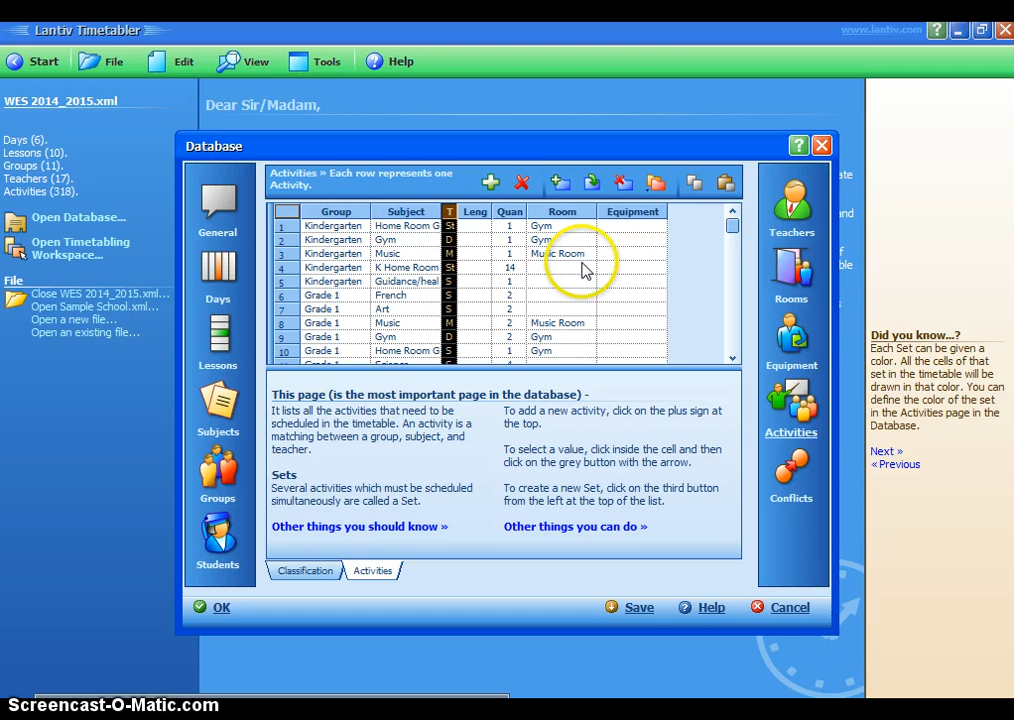 Lantiv Timetabler
www.lantiv.com
Start File Edit View Tools Help
WES 2014_2015.xml
Days (6).
Lessons (10).
Groups (11).
Teachers (17).
Activities (318).
Open Database...
Open Timetabling
Workspace...
File
Close WES 2014_2015.xml...
Open Sample School.xml...
Open a new file...
Open an existing file...
Dear Sir/Madam,
Database
General
Days
Lessons
Subjects
Groups
Students
Activities » Each row represents one
Activity.
Group Subject T Leng Quan Room Equipment
1 Kindergarten Home Room G St 1 Gym
2 Kindergarten Gym D 1 Gym
3 Kindergarten Music M 1 Music Room
4 Kindergarten K Home Room St 14
5 Kindergarten Guidance/heal S 1
6 Grade 1 French S 2
7 Grade 1 Art S 2
8 Grade 1 Music M 2 Music Room
9 Grade 1 Gym D 2 Gym
10 Grade 1 Home Room G S 1 Gym
This page (is the most important page in the database) -
It lists all the activities that need to be
scheduled in the timetable. An activity is a
matching between a group, subject, and
teacher.
Sets
Several activities which must be scheduled
simultaneously are called a Set.
Other things you should know »
To add a new activity, click on the plus sign at
the top.
To select a value, click inside the cell and then
click on the grey button with the arrow.
To create a new Set, click on the third button
from the left at the top of the list.
Other things you can do »
Classification Activities
Teachers
Rooms
Equipment
Activities
Conflicts
OK Save Help Cancel
Did you know...?
Each Set can be given a
color. All the cells of that
set in the timetable will be
drawn in that color. You can
define the color of the set
in the Activities page in the
Database.
Next »
« Previous
Screencast-O-Matic.com